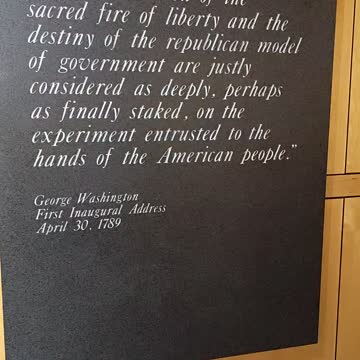 of the
sacred fire of liberty and the
destiny of the republican model
of government are justly
considered as deeply, perhaps
as finally staked, on the
experiment entrusted to the
hands of the American people."
George Washington
First Inaugural Address
April 30, 1789